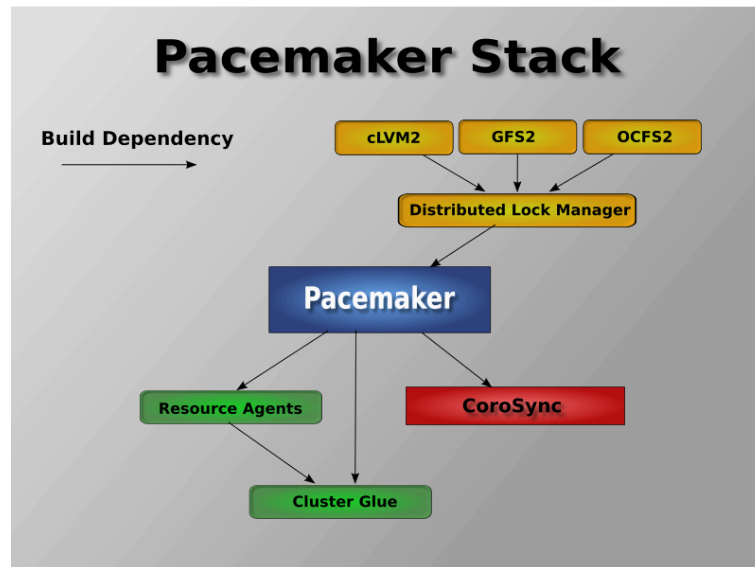 Pacemaker Stack
Build Dependency
cLVM2
GFS2
OCFS2
Distributed Lock Manager
Pacemaker
Resource Agents
CoroSync
Cluster Glue